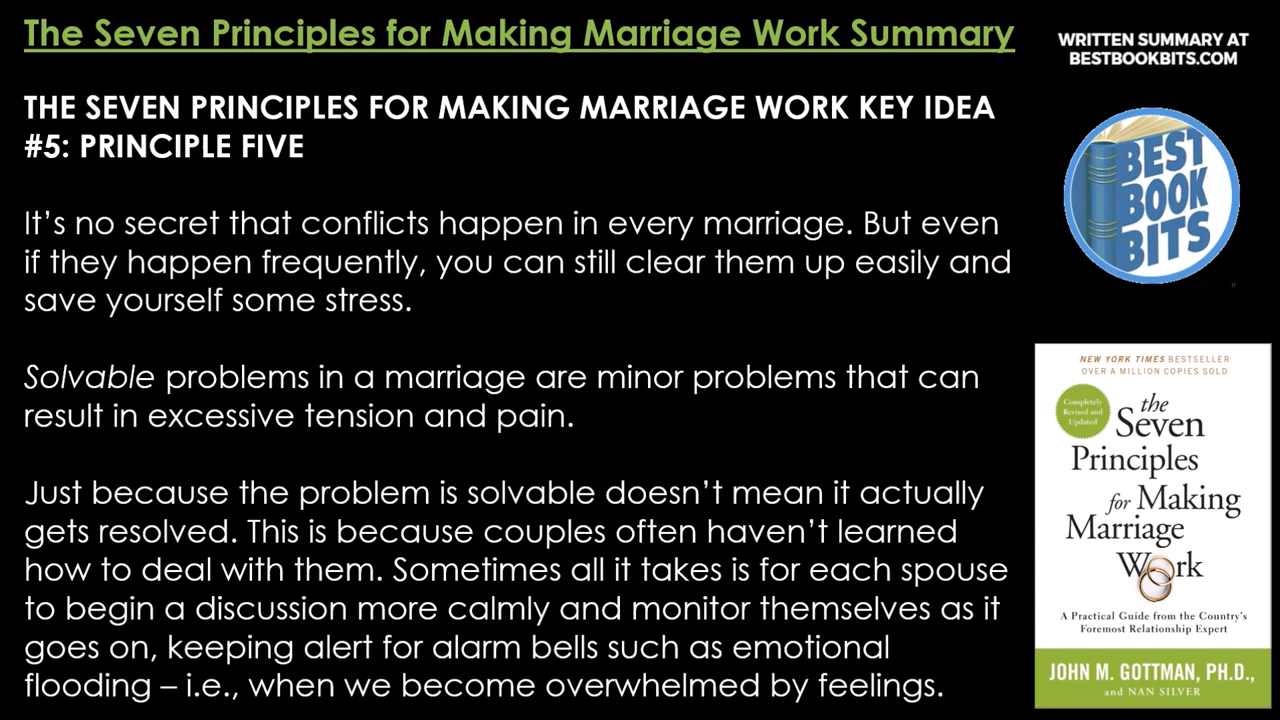 The Seven Principles for Making Marriage Work Summary
THE SEVEN PRINCIPLES FOR MAKING MARRIAGE WORK KEY IDEA
#5: PRINCIPLE FIVE
It's no secret that conflicts happen in every marriage. But even
if they happen frequently, you can still clear them up easily and
save yourself some stress.
Solvable problems in a marriage are minor problems that can
result in excessive tension and pain.
Just because the problem is solvable doesn't mean it actually
gets resolved. This is because couples often haven't learned
how to deal with them. Sometimes all it takes is for each spouse
to begin a discussion more calmly and monitor themselves as it
goes on, keeping alert for alarm bells such as emotional
flooding – i.e., when we become overwhelmed by feelings.
WRITTEN SUMMARY AT
BESTBOOKBITS.COM
BEST
BOOK
BITS
NEW YORK TIMES BESTSELLER
OVER A MILLION COPIES SOLD
Completely
Revised and
Updated
the
Seven
Principles
for Making
Marriage
Work
A Practical Guide from the Country's
Foremost Relationship Expert
JOHN M. GOTTMAN, PH.D.,
and NAN SILVER